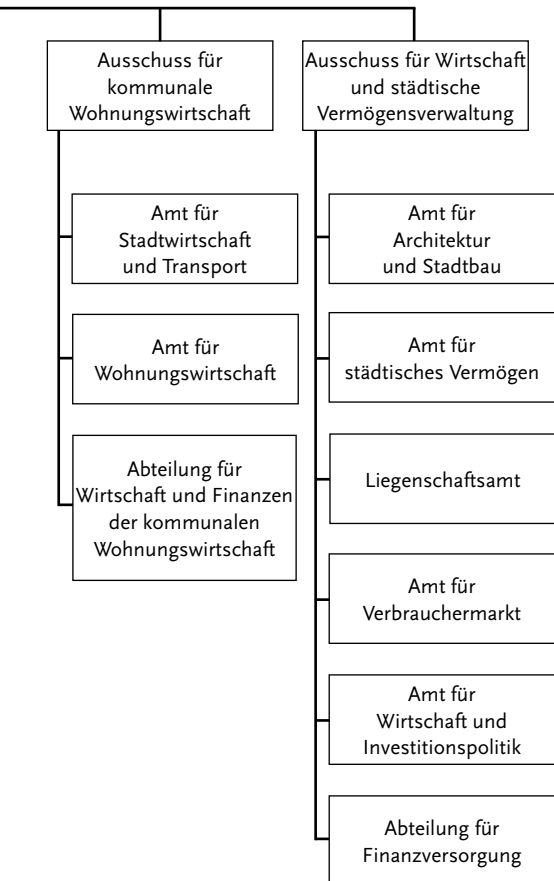 Ausschuss für
kommunale
Wohnungswirtschaft
Amt für
Stadtwirtschaft
und Transport
Amt für
Wohnungswirtschaft
Abteilung für
Wirtschaft und Finanzen
der kommunalen
Wohnungswirtschaft
Ausschuss für Wirtschaft
und städtische
Vermögensverwaltung
Amt für
Architektur
und Stadtbau
Amt für
städtisches Vermögen
Liegenschaftsamt
Amt für
Verbrauchermarkt
Amt für
Wirtschaft und
Investitionspolitik
Abteilung für
Finanzversorgung